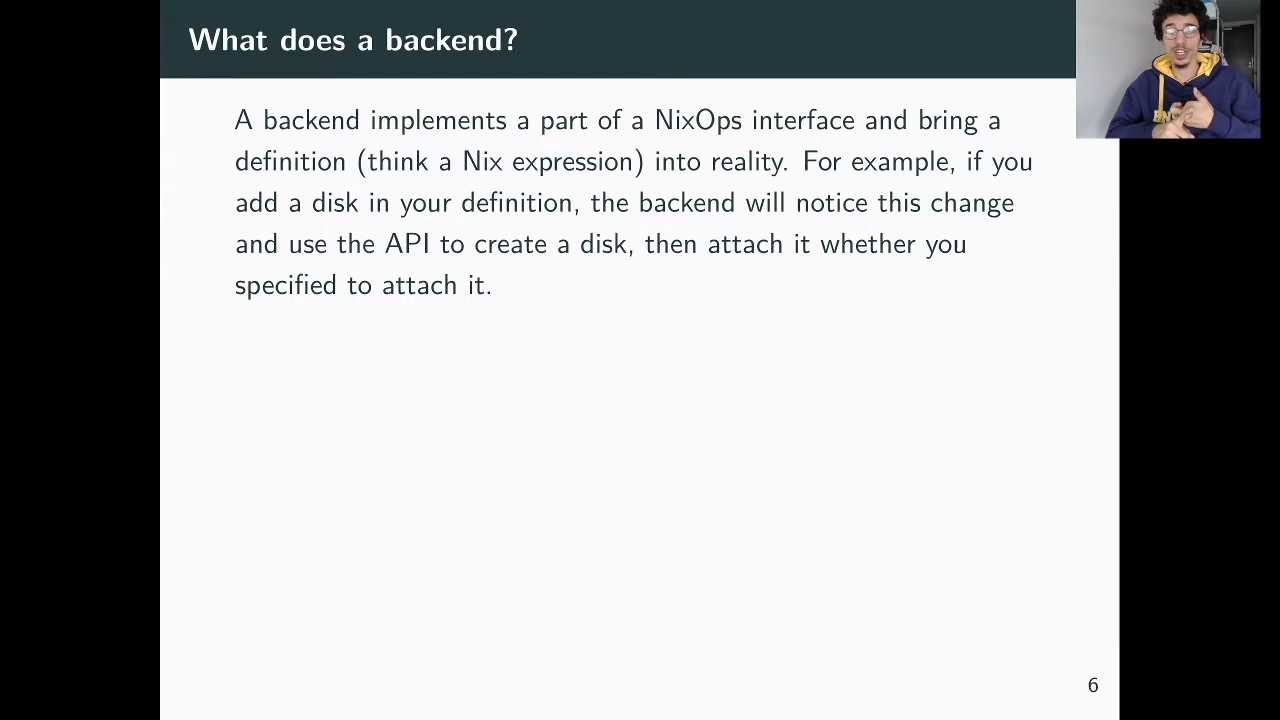 What does a backend?
A backend implements a part of a NixOps interface and bring a
definition (think a Nix expression) into reality. For example, if you
add a disk in your definition, the backend will notice this change
and use the API to create a disk, then attach it whether you
specified to attach it.
6